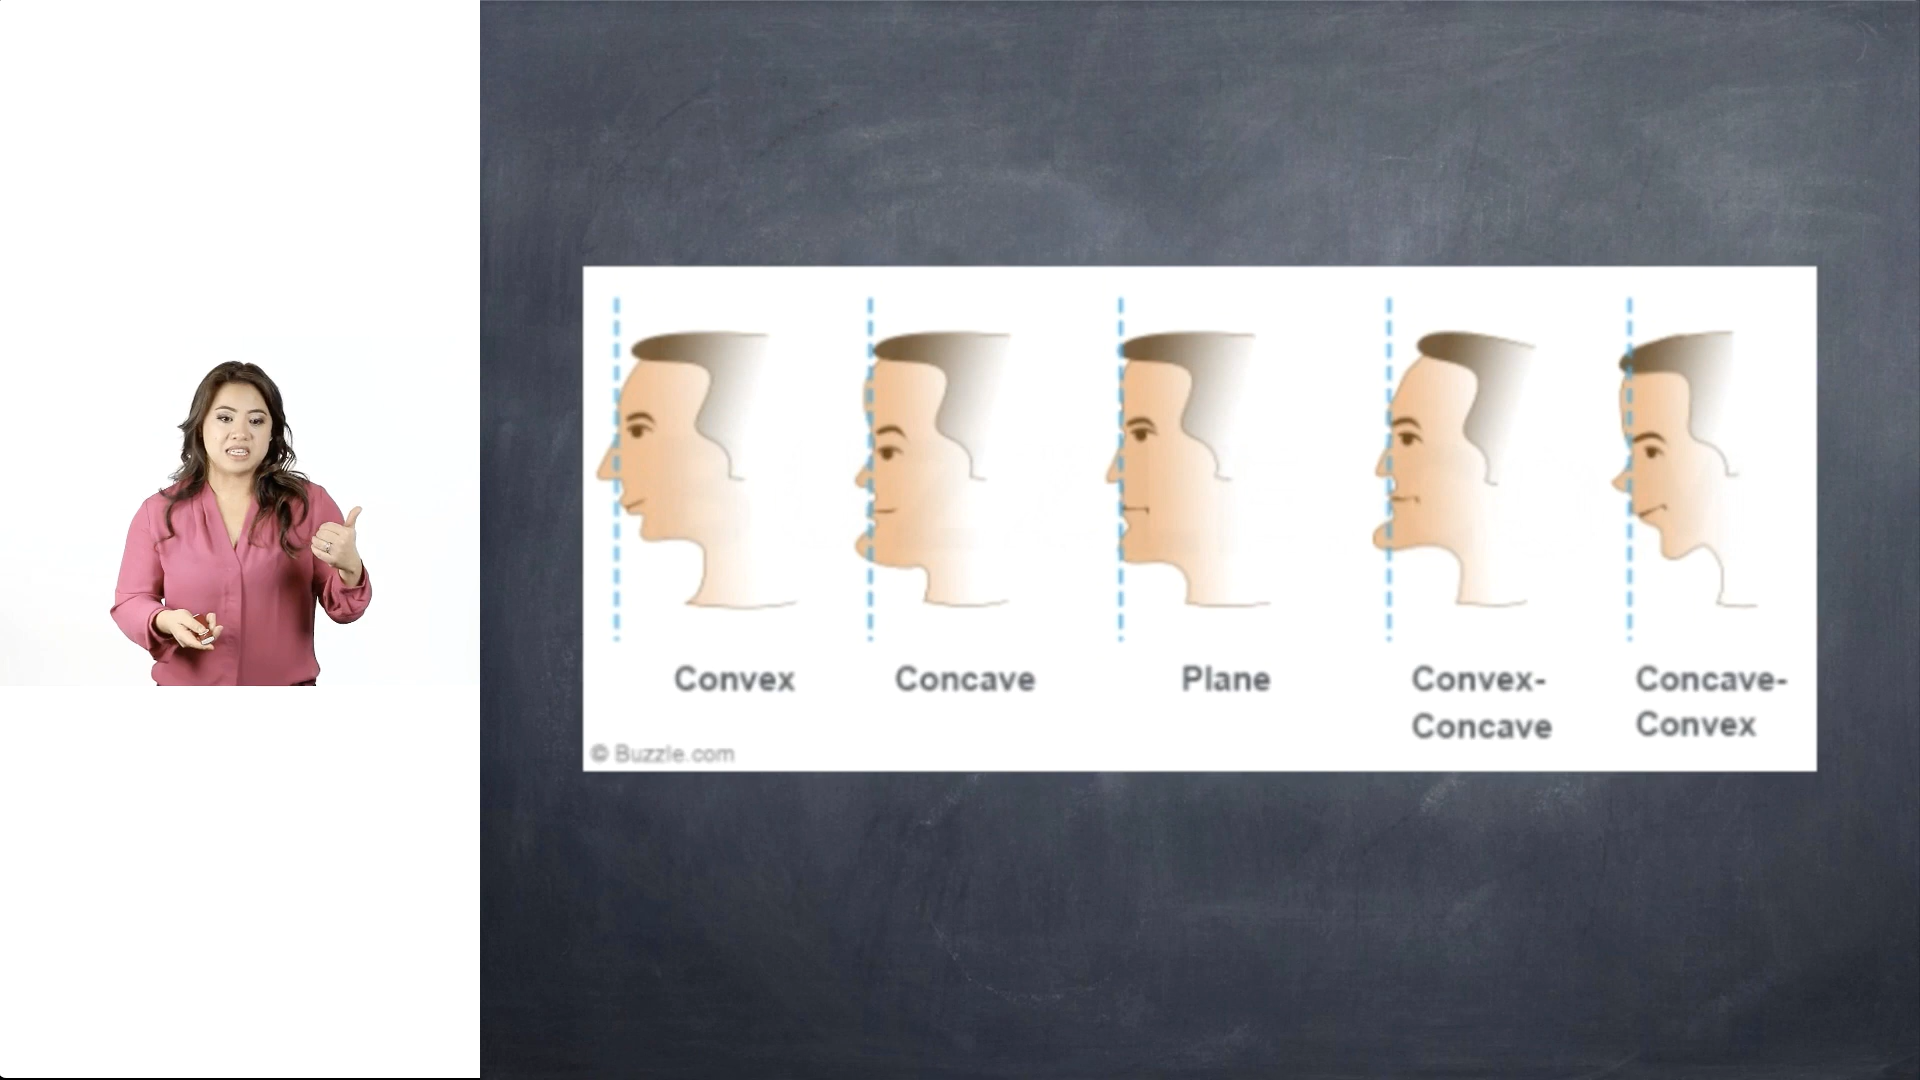 Convex
Concave
Plane
Convex-
Concave
Concave-
Convex
© Buzzle.com